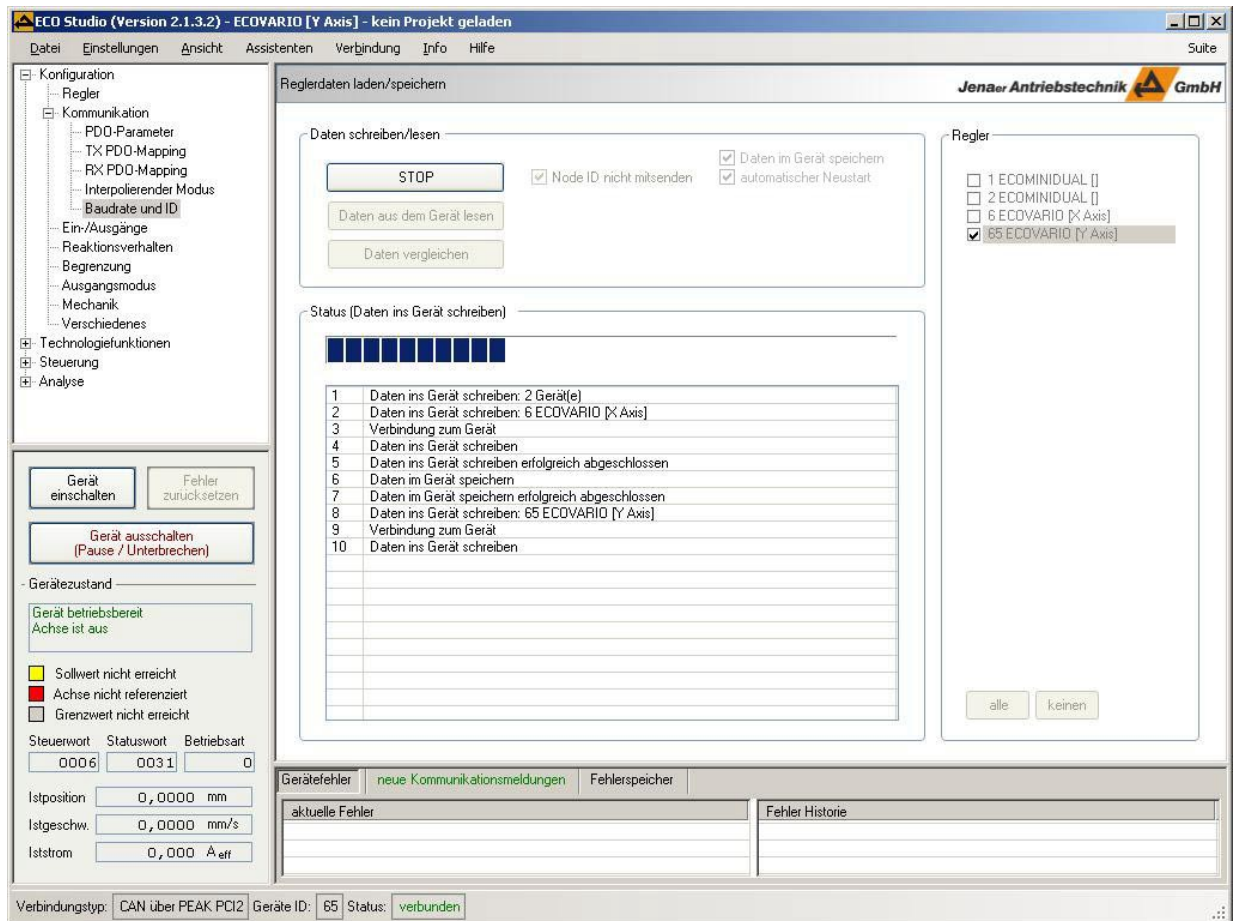 ECO Studio (Version 2.1.3.2) - ECOVARIO [Y Axis] - kein Projekt geladen
Datei Einstellungen Ansicht Assistenten Verbindung Info Hilfe Suite
Konfiguration
Regler
Kommunikation
PDO-Parameter
TX PDO-Mapping
RX PDO-Mapping
Interpolierender Modus
Baudrate und ID
Ein-/Ausgänge
Reaktionsverhalten
Begrenzung
Ausgangsmodus
Mechanik
Verschiedenes
Technologiefunktionen
Steuerung
Analyse
Gerät
einschalten
Fehler
zurücksetzen
Gerät ausschalten
(Pause / Unterbrechen)
Gerätezustand
Gerät betriebsbereit
Achse ist aus
Sollwert nicht erreicht
Achse nicht referenziert
Grenzwert nicht erreicht
Steuerwort Statuswort Betriebsart
0006 0031 0
Istposition 0,0000 mm
Istgeschw. 0,0000 mm/s
Iststrom 0,000 Aeff
Reglerdaten laden/speichern
Jenaer Antriebstechnik GmbH
Daten schreiben/lesen
STOP
Node ID nicht mitsenden
Daten im Gerät speichern
automatischer Neustart
Daten aus dem Gerät lesen
Daten vergleichen
Status (Daten ins Gerät schreiben)
1 Daten ins Gerät schreiben: 2 Gerät(e)
2 Daten ins Gerät schreiben: 6 ECOVARIO [X Axis]
3 Verbindung zum Gerät
4 Daten ins Gerät schreiben
5 Daten ins Gerät schreiben erfolgreich abgeschlossen
6 Daten im Gerät speichern
7 Daten im Gerät speichern erfolgreich abgeschlossen
8 Daten ins Gerät schreiben: 65 ECOVARIO [Y Axis]
9 Verbindung zum Gerät
10 Daten ins Gerät schreiben
Regler
1 ECOMINIDUAL []
2 ECOMINIDUAL []
6 ECOVARIO [X Axis]
65 ECOVARIO [Y Axis]
alle keinen
Gerätefehler neue Kommunikationsmeldungen Fehlerspeicher
aktuelle Fehler Fehler Historie
Verbindungstyp: CAN über PEAK PCI2 Geräte ID: 65 Status: verbunden